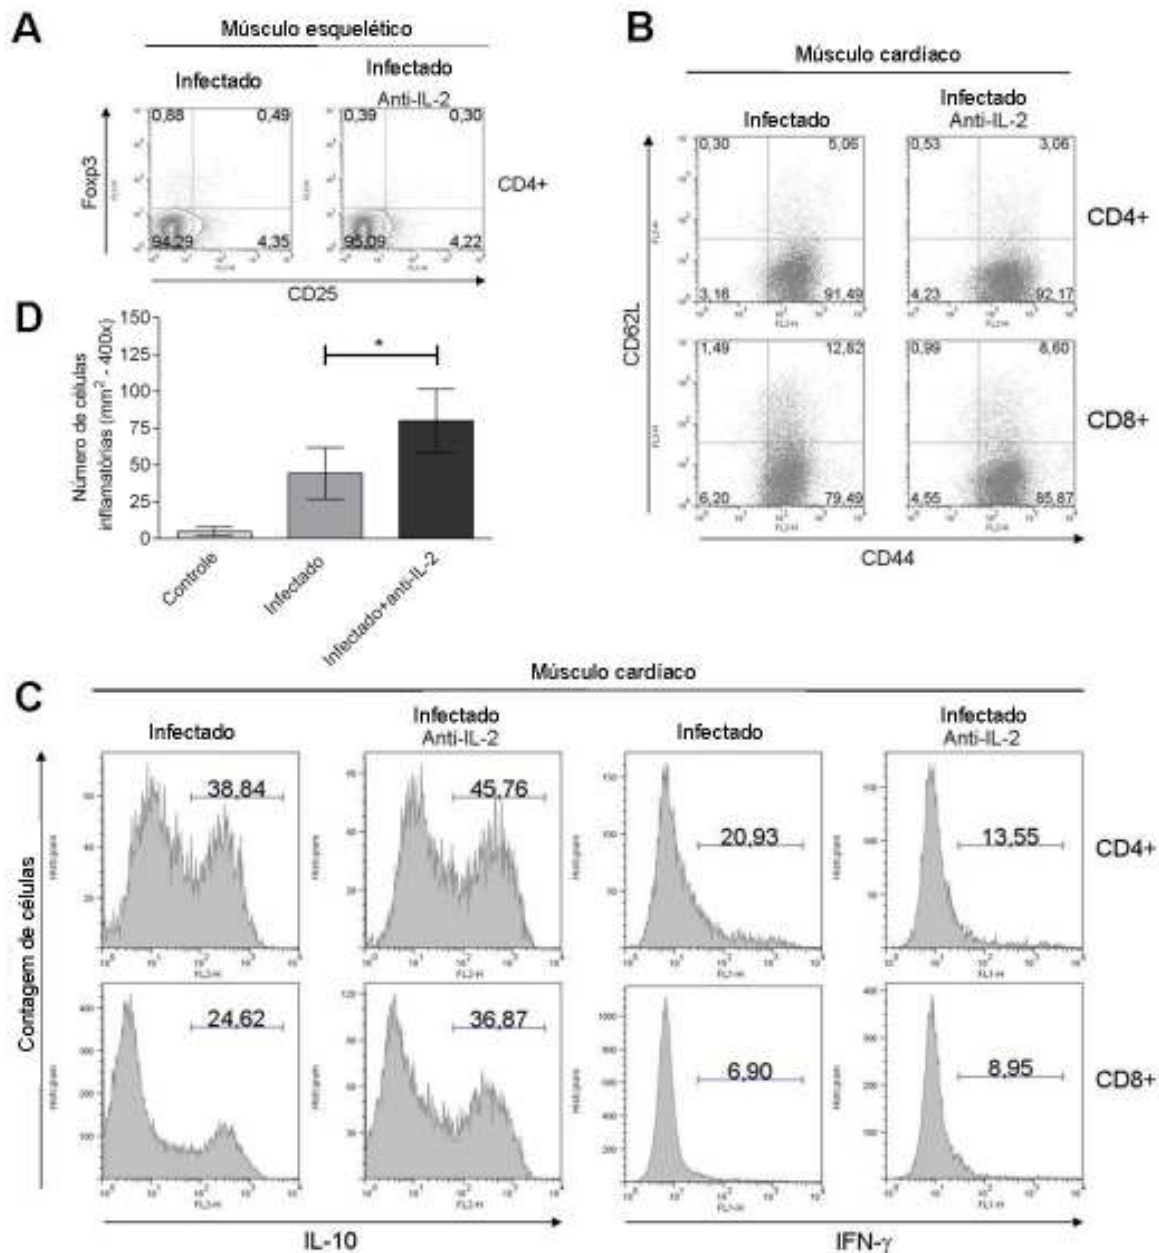 A
Músculo esquelético
Infectado
Infectado
Anti-IL-2
0,88 0,49
0,39 0,30
94,29 4,35
95,09 4,22
Foxp3
CD4+
CD25
B
Músculo cardíaco
Infectado
Infectado
Anti-IL-2
0,30 5,06
0,53 3,06
3,16 91,49
4,23 92,17
CD4+
1,49 12,82
0,99 8,60
6,20 79,49
4,55 85,87
CD8+
CD62L
CD44
D
Número de células
inflamatórias (mm² - 400x)
150
125
100
75
50
25
0
*
Controle
Infectado
Infectado+anti-IL-2
C
Músculo cardíaco
Infectado
Infectado
Anti-IL-2
Infectado
Infectado
Anti-IL-2
38,84
45,76
20,93
13,55
CD4+
24,62
36,87
6,90
8,95
CD8+
Contagem de células
IL-10
IFN-γ